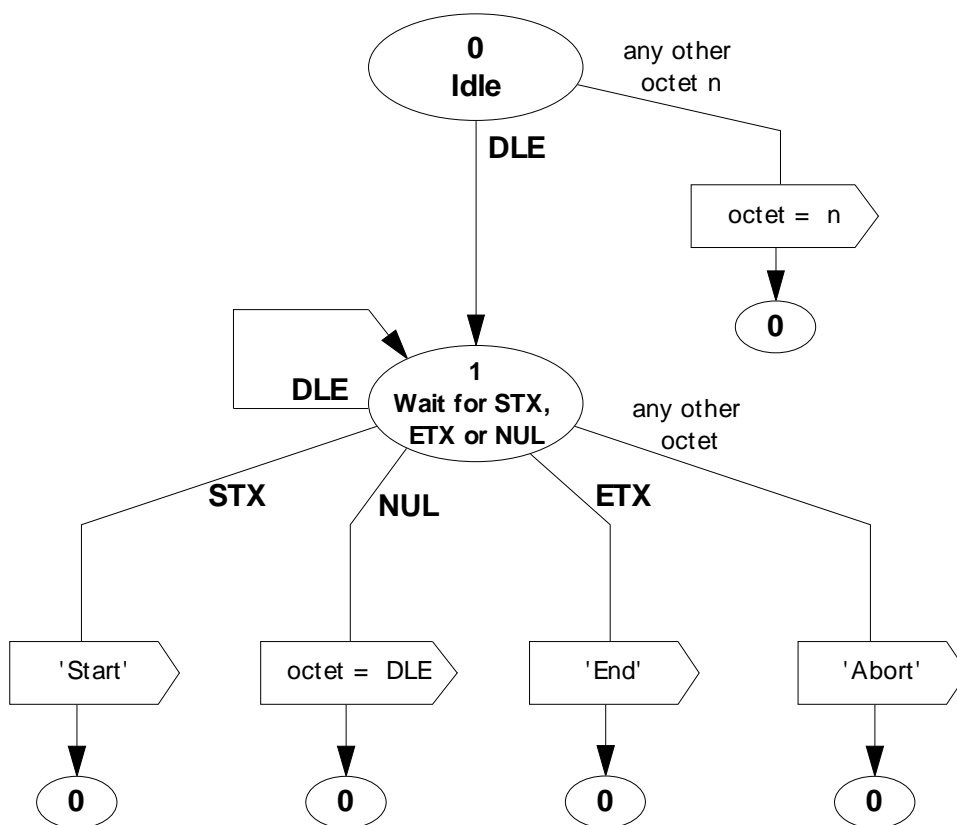 0
Idle
any other
octet n
DLE
octet = n
0
1
Wait for STX,
ETX or NUL
DLE
any other
octet
STX
NUL
ETX
'Start'
octet = DLE
'End'
'Abort'
0
0
0
0